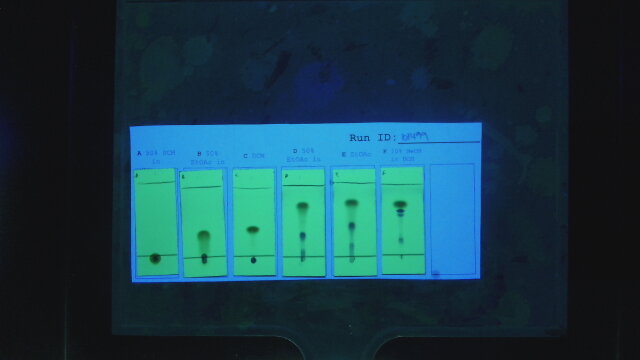 Run ID:
A 50% DCM in
B 50% EtOAc in
C DCM
D 50% EtOAc in
E EtOAc
F 10% MeOH in DCM